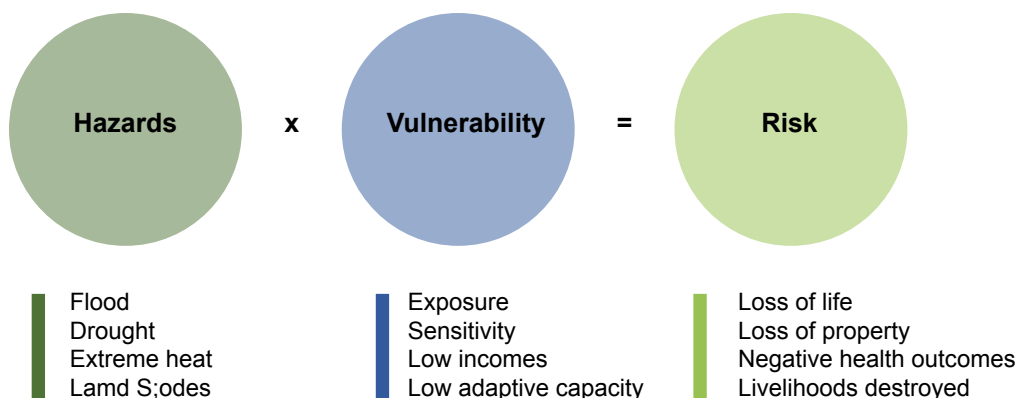 Hazards x Vulnerability = Risk
Flood
Drought
Extreme heat
Lamd S;odes
Exposure
Sensitivity
Low incomes
Low adaptive capacity
Loss of life
Loss of property
Negative health outcomes
Livelihoods destroyed